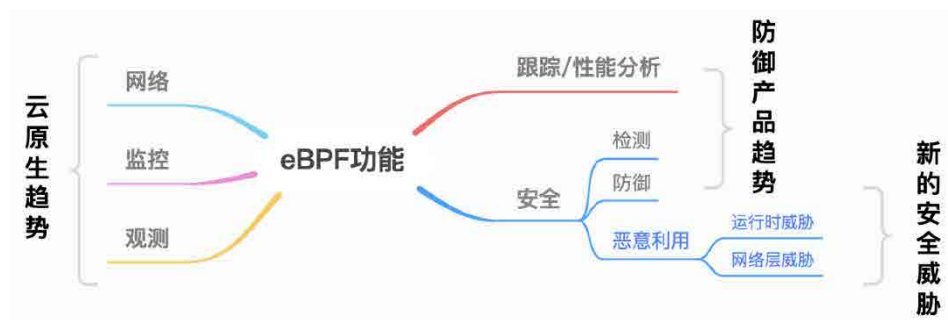 云原生趋势
网络
监控
观测
eBPF功能
跟踪/性能分析
安全
检测
防御
恶意利用
运行时威胁
网络层威胁
防御产品趋势
新的安全威胁